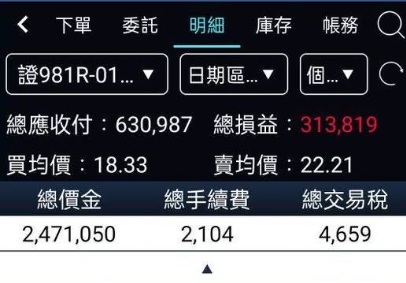 下單 委託 明細 庫存 帳務
證981R-01... ▼ 日期區...▼ 個...▼
總應收付：630,987 總損益：313,819
買均價：18.33 賣均價：22.21
總價金 總手續費 總交易稅
2,471,050 2,104 4,659